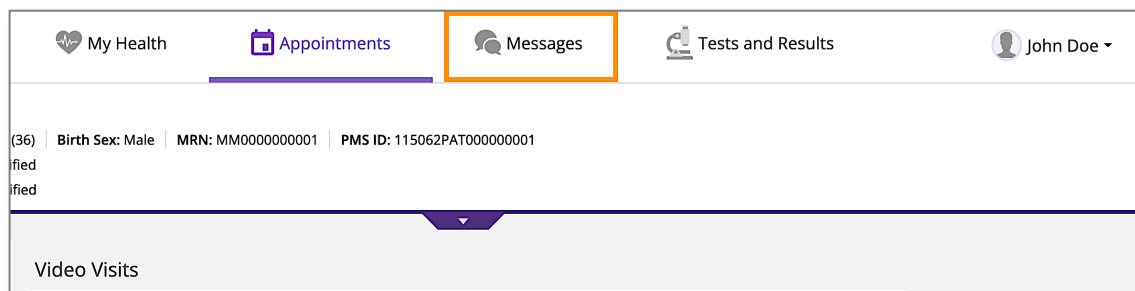 My Health Appointments Messages Tests and Results John Doe
(36) Birth Sex: Male MRN: MM0000000001 PMS ID: 115062PAT000000001
ified
ified
Video Visits